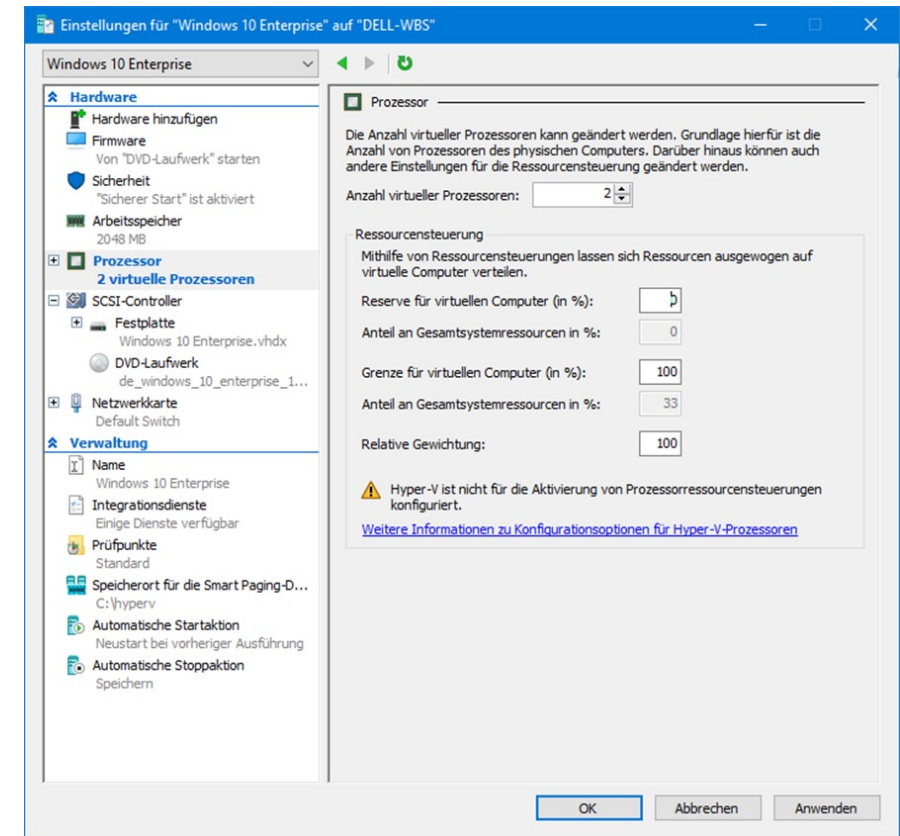 Einstellungen für "Windows 10 Enterprise" auf "DELL-WBS"
Windows 10 Enterprise
Hardware
Hardware hinzufügen
Firmware
Von "DVD-Laufwerk" starten
Sicherheit
"Sicherer Start" ist aktiviert
Arbeitsspeicher
2048 MB
Prozessor
2 virtuelle Prozessoren
SCSI-Controller
Festplatte
Windows 10 Enterprise.vhdx
DVD-Laufwerk
de_windows_10_enterprise_1...
Netzwerkkarte
Default Switch
Verwaltung
Name
Windows 10 Enterprise
Integrationsdienste
Einige Dienste verfügbar
Prüfpunkte
Standard
Speicherort für die Smart Paging-D...
C:\hyperv
Automatische Startaktion
Neustart bei vorheriger Ausführung
Automatische Stoppaktion
Speichern
Prozessor
Die Anzahl virtueller Prozessoren kann geändert werden. Grundlage hierfür ist die
Anzahl von Prozessoren des physischen Computers. Darüber hinaus können auch
andere Einstellungen für die Ressourcensteuerung geändert werden.
Anzahl virtueller Prozessoren: 2
Ressourcensteuerung
Mithilfe von Ressourcensteuerungen lassen sich Ressourcen ausgewogen auf
virtuelle Computer verteilen.
Reserve für virtuellen Computer (in %):
Anteil an Gesamtsystemressourcen in %: 0
Grenze für virtuellen Computer (in %): 100
Anteil an Gesamtsystemressourcen in %: 33
Relative Gewichtung: 100
Hyper-V ist nicht für die Aktivierung von Prozessorressourcensteuerungen
konfiguriert.
Weitere Informationen zu Konfigurationsoptionen für Hyper-V-Prozessoren
OK Abbrechen Anwenden